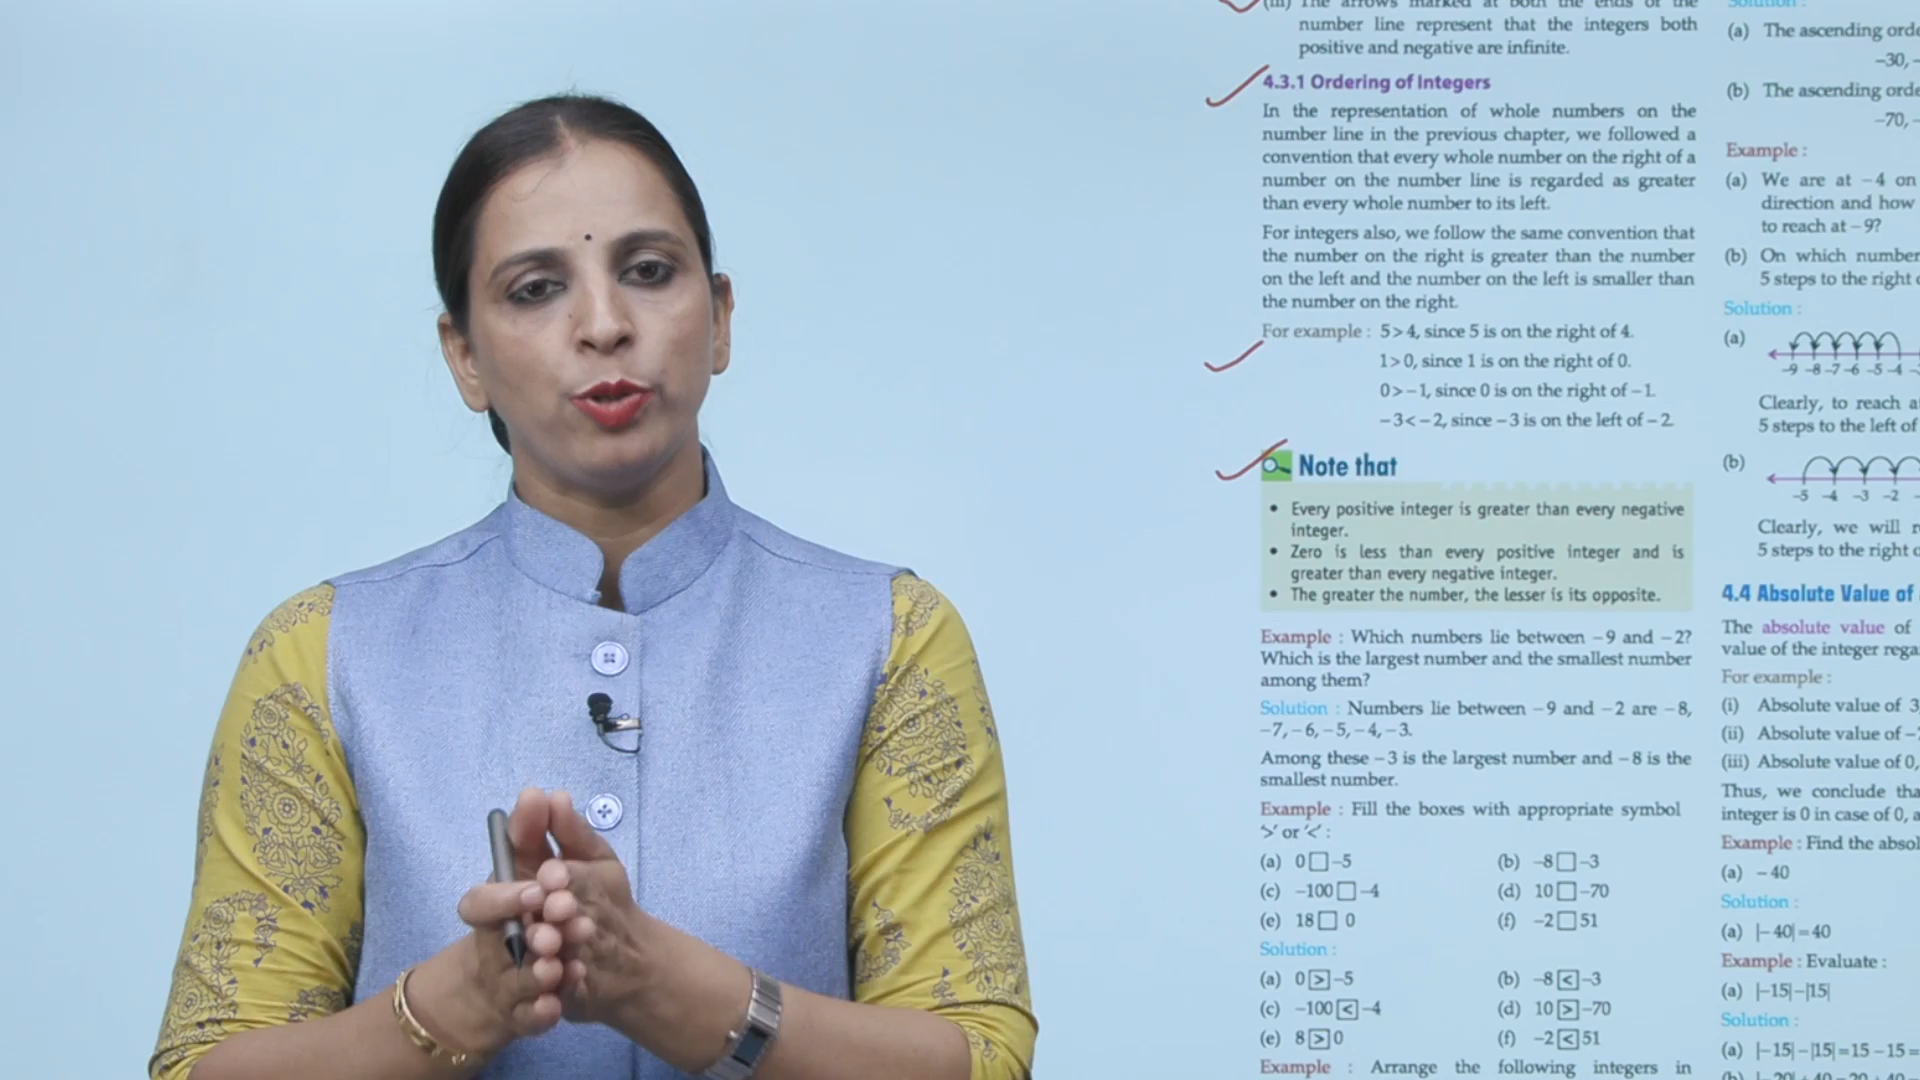 (iii) The arrows marked at both the ends of the
number line represent that the integers both
positive and negative are infinite.
4.3.1 Ordering of Integers
In the representation of whole numbers on the
number line in the previous chapter, we followed a
convention that every whole number on the right of a
number on the number line is regarded as greater
than every whole number to its left.
For integers also, we follow the same convention that
the number on the right is greater than the number
on the left and the number on the left is smaller than
the number on the right.
For example : 5 > 4, since 5 is on the right of 4.
1 > 0, since 1 is on the right of 0.
0 > −1, since 0 is on the right of −1.
−3 < −2, since −3 is on the left of −2.
Note that
• Every positive integer is greater than every negative
integer.
• Zero is less than every positive integer and is
greater than every negative integer.
• The greater the number, the lesser is its opposite.
Example : Which numbers lie between −9 and −2?
Which is the largest number and the smallest number
among them?
Solution : Numbers lie between −9 and −2 are −8,
−7, −6, −5, −4, −3.
Among these −3 is the largest number and −8 is the
smallest number.
Example : Fill the boxes with appropriate symbol
'>' or '<' :
(a) 0 □ −5 (b) −8 □ −3
(c) −100 □ −4 (d) 10 □ −70
(e) 18 □ 0 (f) −2 □ 51
Solution :
(a) 0 > −5 (b) −8 < −3
(c) −100 < −4 (d) 10 > −70
(e) 8 > 0 (f) −2 < 51
Example : Arrange the following integers in
Solution :
(a) The ascending
−30,
(b) The ascending
−70,
Example :
(a) We are at −4 on
direction and how
to reach at −9?
(b) On which number
5 steps to the right
Solution :
(a)
−9 −8 −7 −6 −5 −4
Clearly, to reach
5 steps to the left of
(b)
−5 −4 −3 −2
Clearly, we will
5 steps to the right
4.4 Absolute Value of
The absolute value of
value of the integer
For example :
(i) Absolute value of 3
(ii) Absolute value of −
(iii) Absolute value of 0,
Thus, we conclude
integer is 0 in case of 0,
Example : Find the
(a) −40
Solution :
(a) |−40| = 40
Example : Evaluate :
(a) |−15|−|15|
Solution :
(a) |−15|−|15| = 15 − 15 =